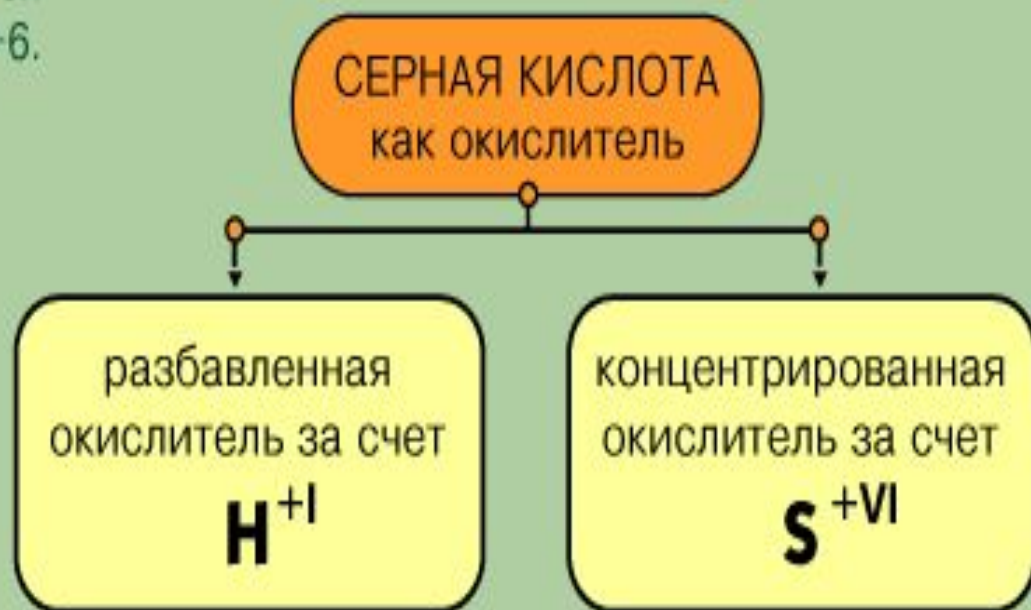 6.
СЕРНАЯ КИСЛОТА
как окислитель
разбавленная
окислитель за счет
H +I
концентрированная
окислитель за счет
S +VI